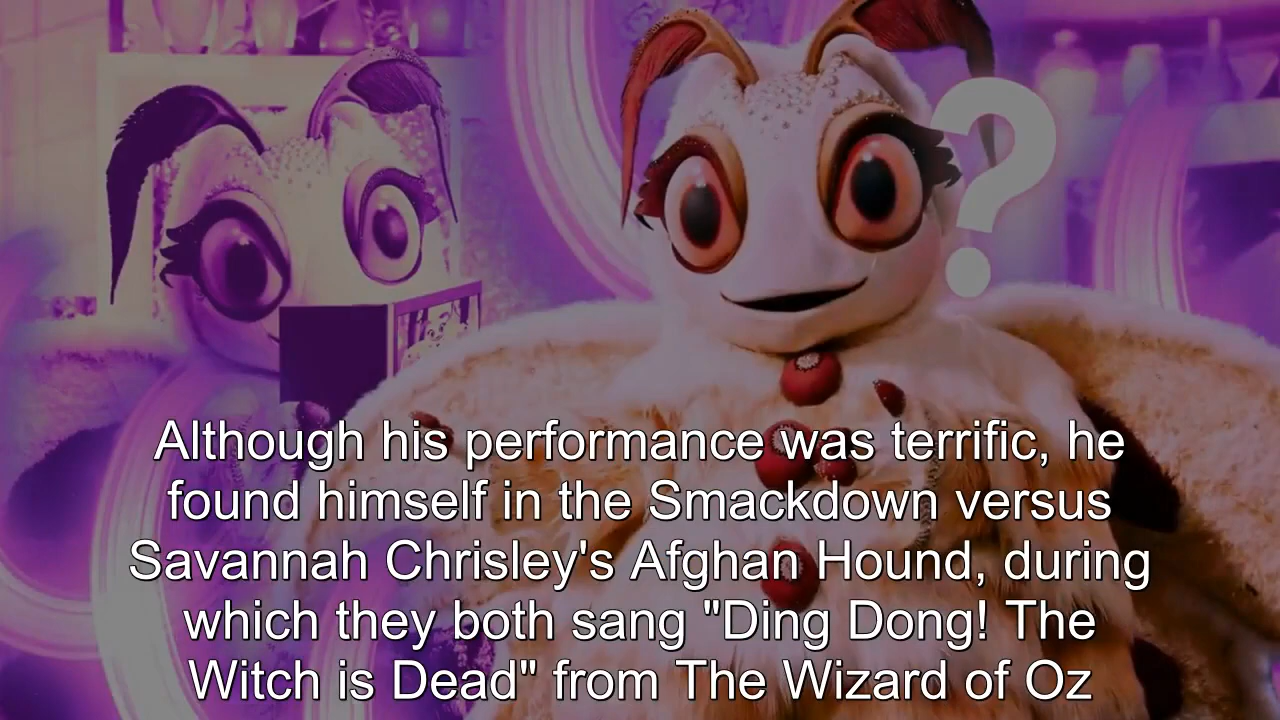 ?
Although his performance was terrific, he
found himself in the Smackdown versus
Savannah Chrisley's Afghan Hound, during
which they both sang "Ding Dong! The
Witch is Dead" from The Wizard of Oz